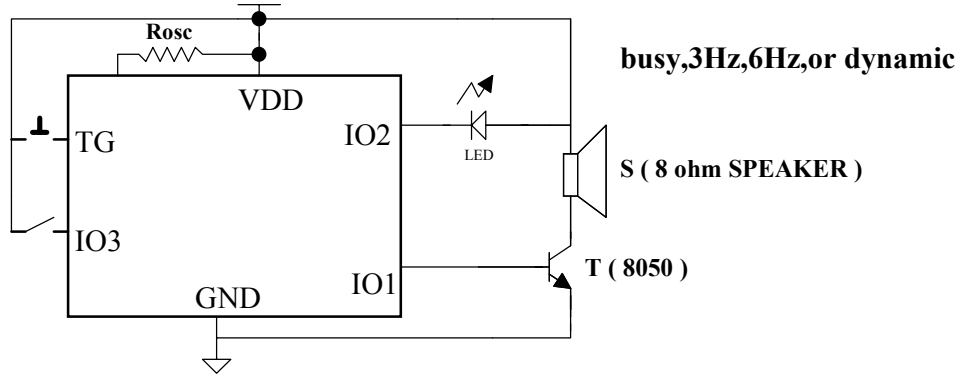 Rosc
busy,3Hz,6Hz,or dynamic
VDD
TG
IO2
LED
S ( 8 ohm SPEAKER )
IO3
T ( 8050 )
IO1
GND